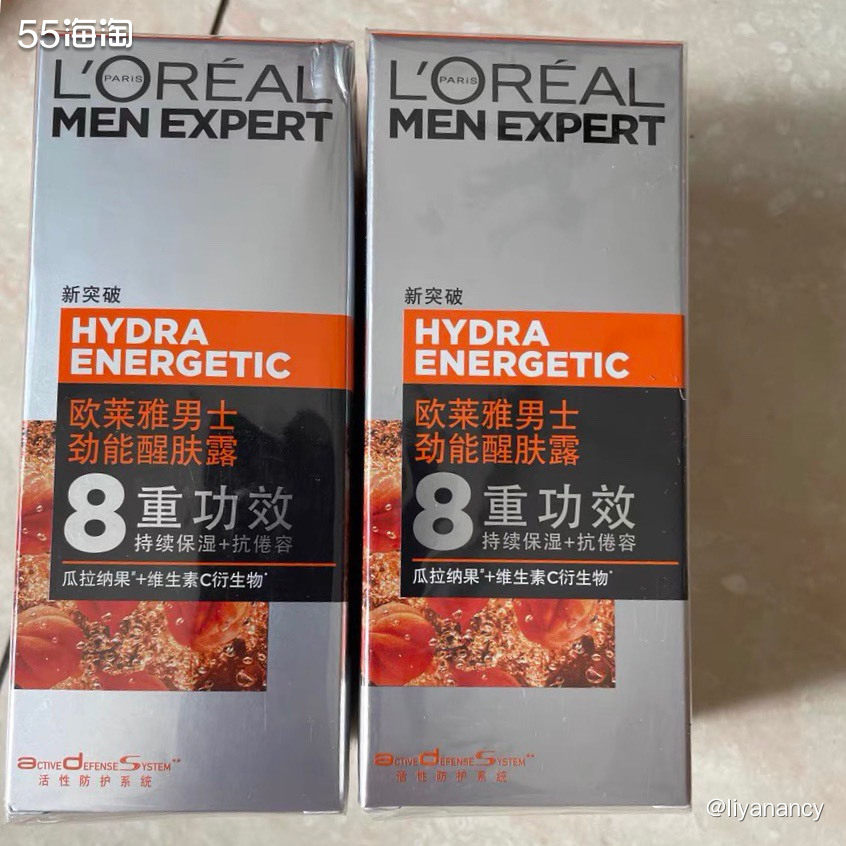 55海淘
L'ORÉAL
PARIS
MEN EXPERT
新突破
HYDRA
ENERGETIC
欧莱雅男士
劲能醒肤露
8重功效
持续保湿+抗倦容
瓜拉纳果*+维生素C衍生物*
ACTIVE DEFENSE SYSTEM**
活性防护系统
L'ORÉAL
PARIS
MEN EXPERT
新突破
HYDRA
ENERGETIC
欧莱雅男士
劲能醒肤露
8重功效
持续保湿+抗倦容
瓜拉纳果*+维生素C衍生物*
ACTIVE DEFENSE SYSTEM**
活性防护系统
@liyanancy